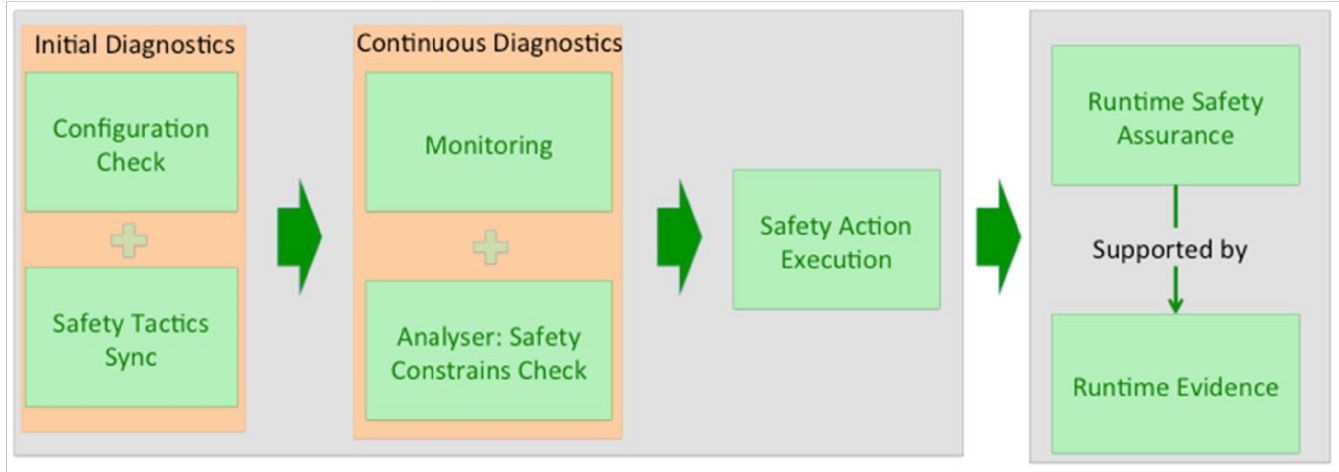 Initial Diagnostics
Configuration
Check
Safety Tactics
Sync
Continuous Diagnostics
Monitoring
Analyser: Safety
Constrains Check
Safety Action
Execution
Runtime Safety
Assurance
Supported by
Runtime Evidence